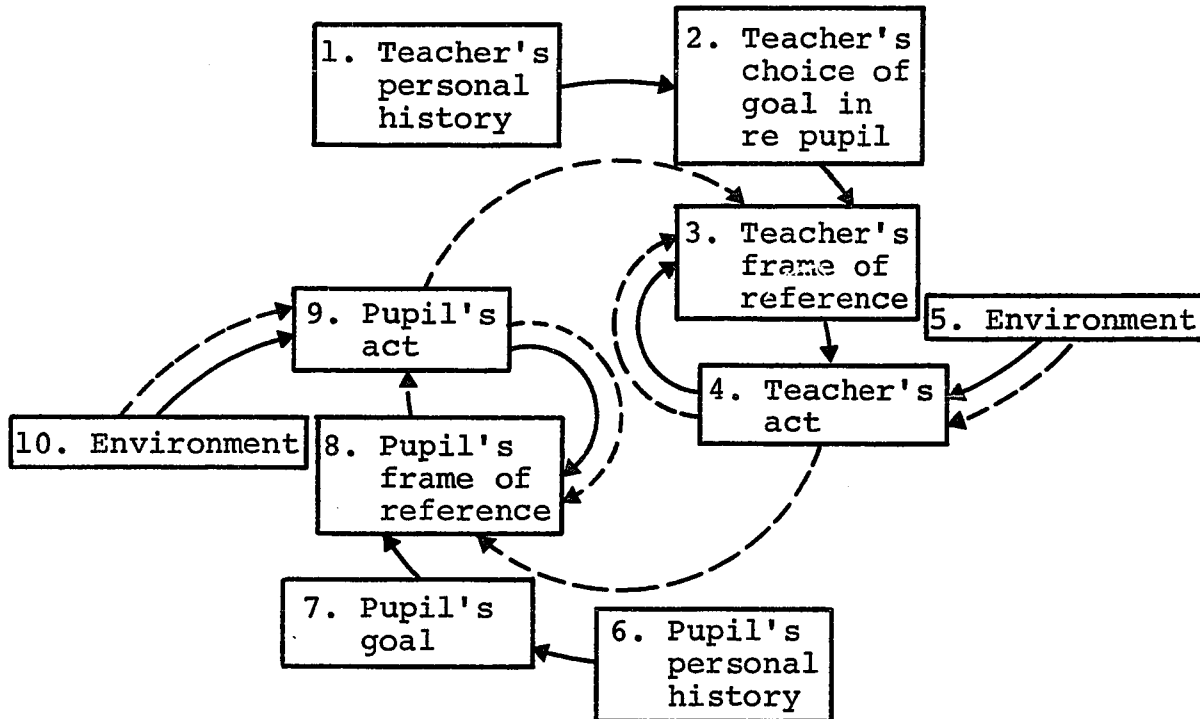 1. Teacher's
personal
history
2. Teacher's
choice of
goal in
re pupil
3. Teacher's
frame of
reference
4. Teacher's
act
5. Environment
6. Pupil's
personal
history
7. Pupil's
goal
8. Pupil's
frame of
reference
9. Pupil's
act
10. Environment